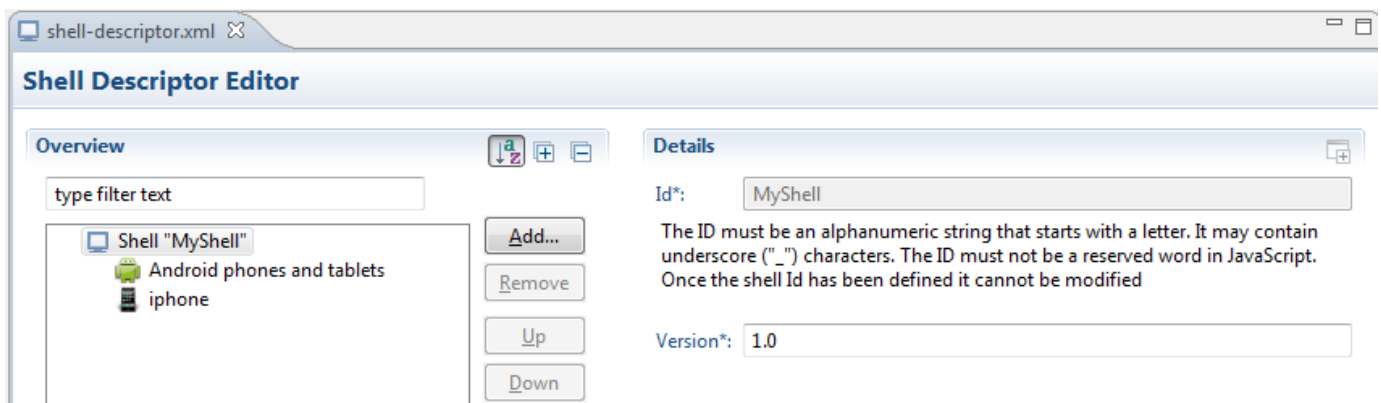 shell-descriptor.xml
Shell Descriptor Editor
Overview
a
z
type filter text
Shell "MyShell"
Android phones and tablets
iphone
Add...
Remove
Up
Down
Details
Id*:
MyShell
The ID must be an alphanumeric string that starts with a letter. It may contain
underscore ("_") characters. The ID must not be a reserved word in JavaScript.
Once the shell Id has been defined it cannot be modified
Version*:
1.0